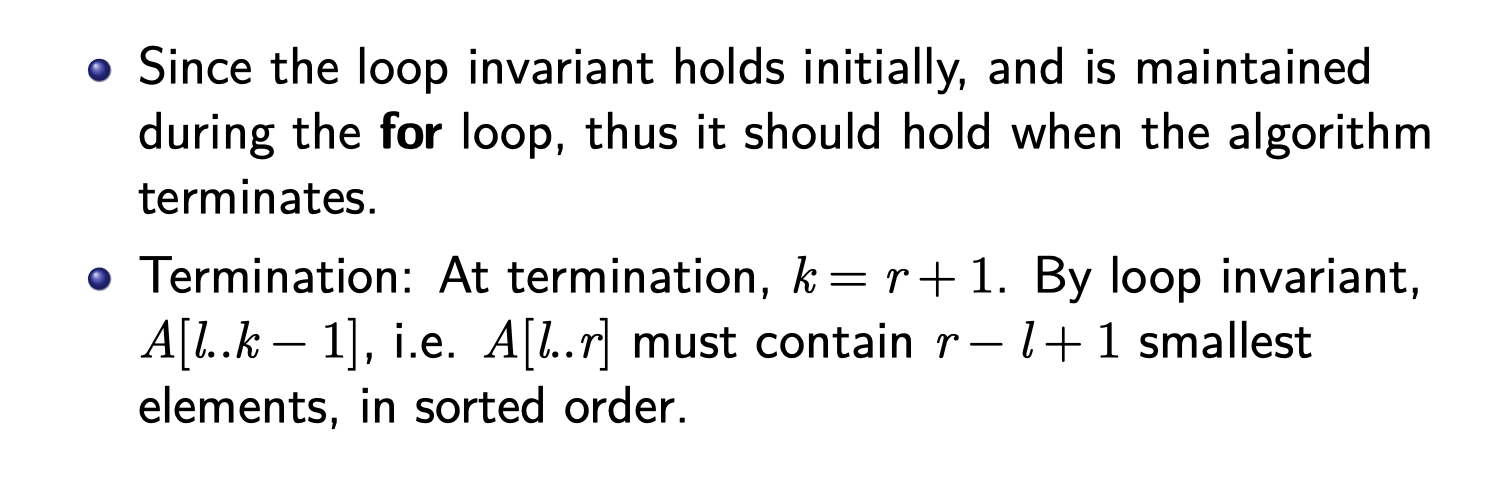 Since the loop invariant holds initially, and is maintained
during the for loop, thus it should hold when the algorithm
terminates.
Termination: At termination, k = r + 1. By loop invariant,
A[l..k − 1], i.e. A[l..r] must contain r − l + 1 smallest
elements, in sorted order.